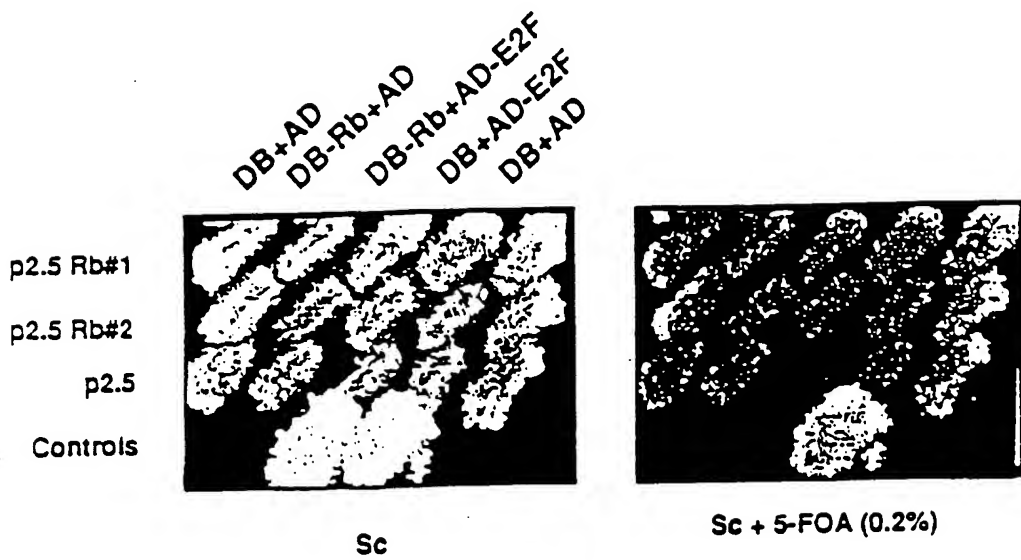 DB+AD
DB-Rb+AD
DB-Rb+AD-E2F
DB+AD-E2F
DB+AD
p2.5 Rb#1
p2.5 Rb#2
p2.5
Controls
Sc
Sc + 5-FOA (0.2%)